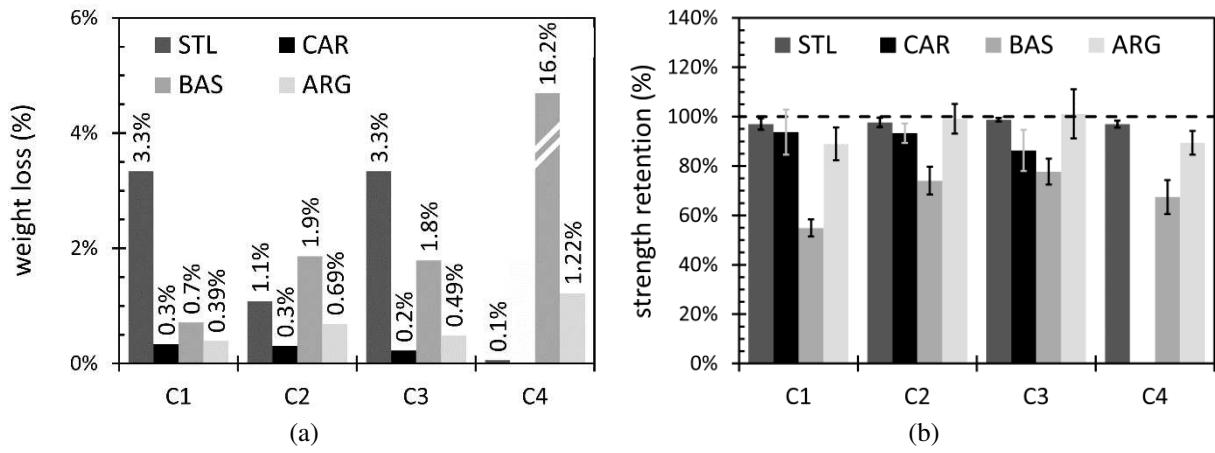 6%
4%
2%
0%
weight loss (%)
STL CAR
BAS ARG
3.3% 0.3% 0.7% 0.39%
1.1% 0.3% 1.9% 0.69%
3.3% 0.2% 1.8% 0.49%
0.1% 16.2% 1.22%
C1 C2 C3 C4
(a)
140%
120%
100%
80%
60%
40%
20%
0%
strength retention (%)
STL CAR BAS ARG
C1 C2 C3 C4
(b)